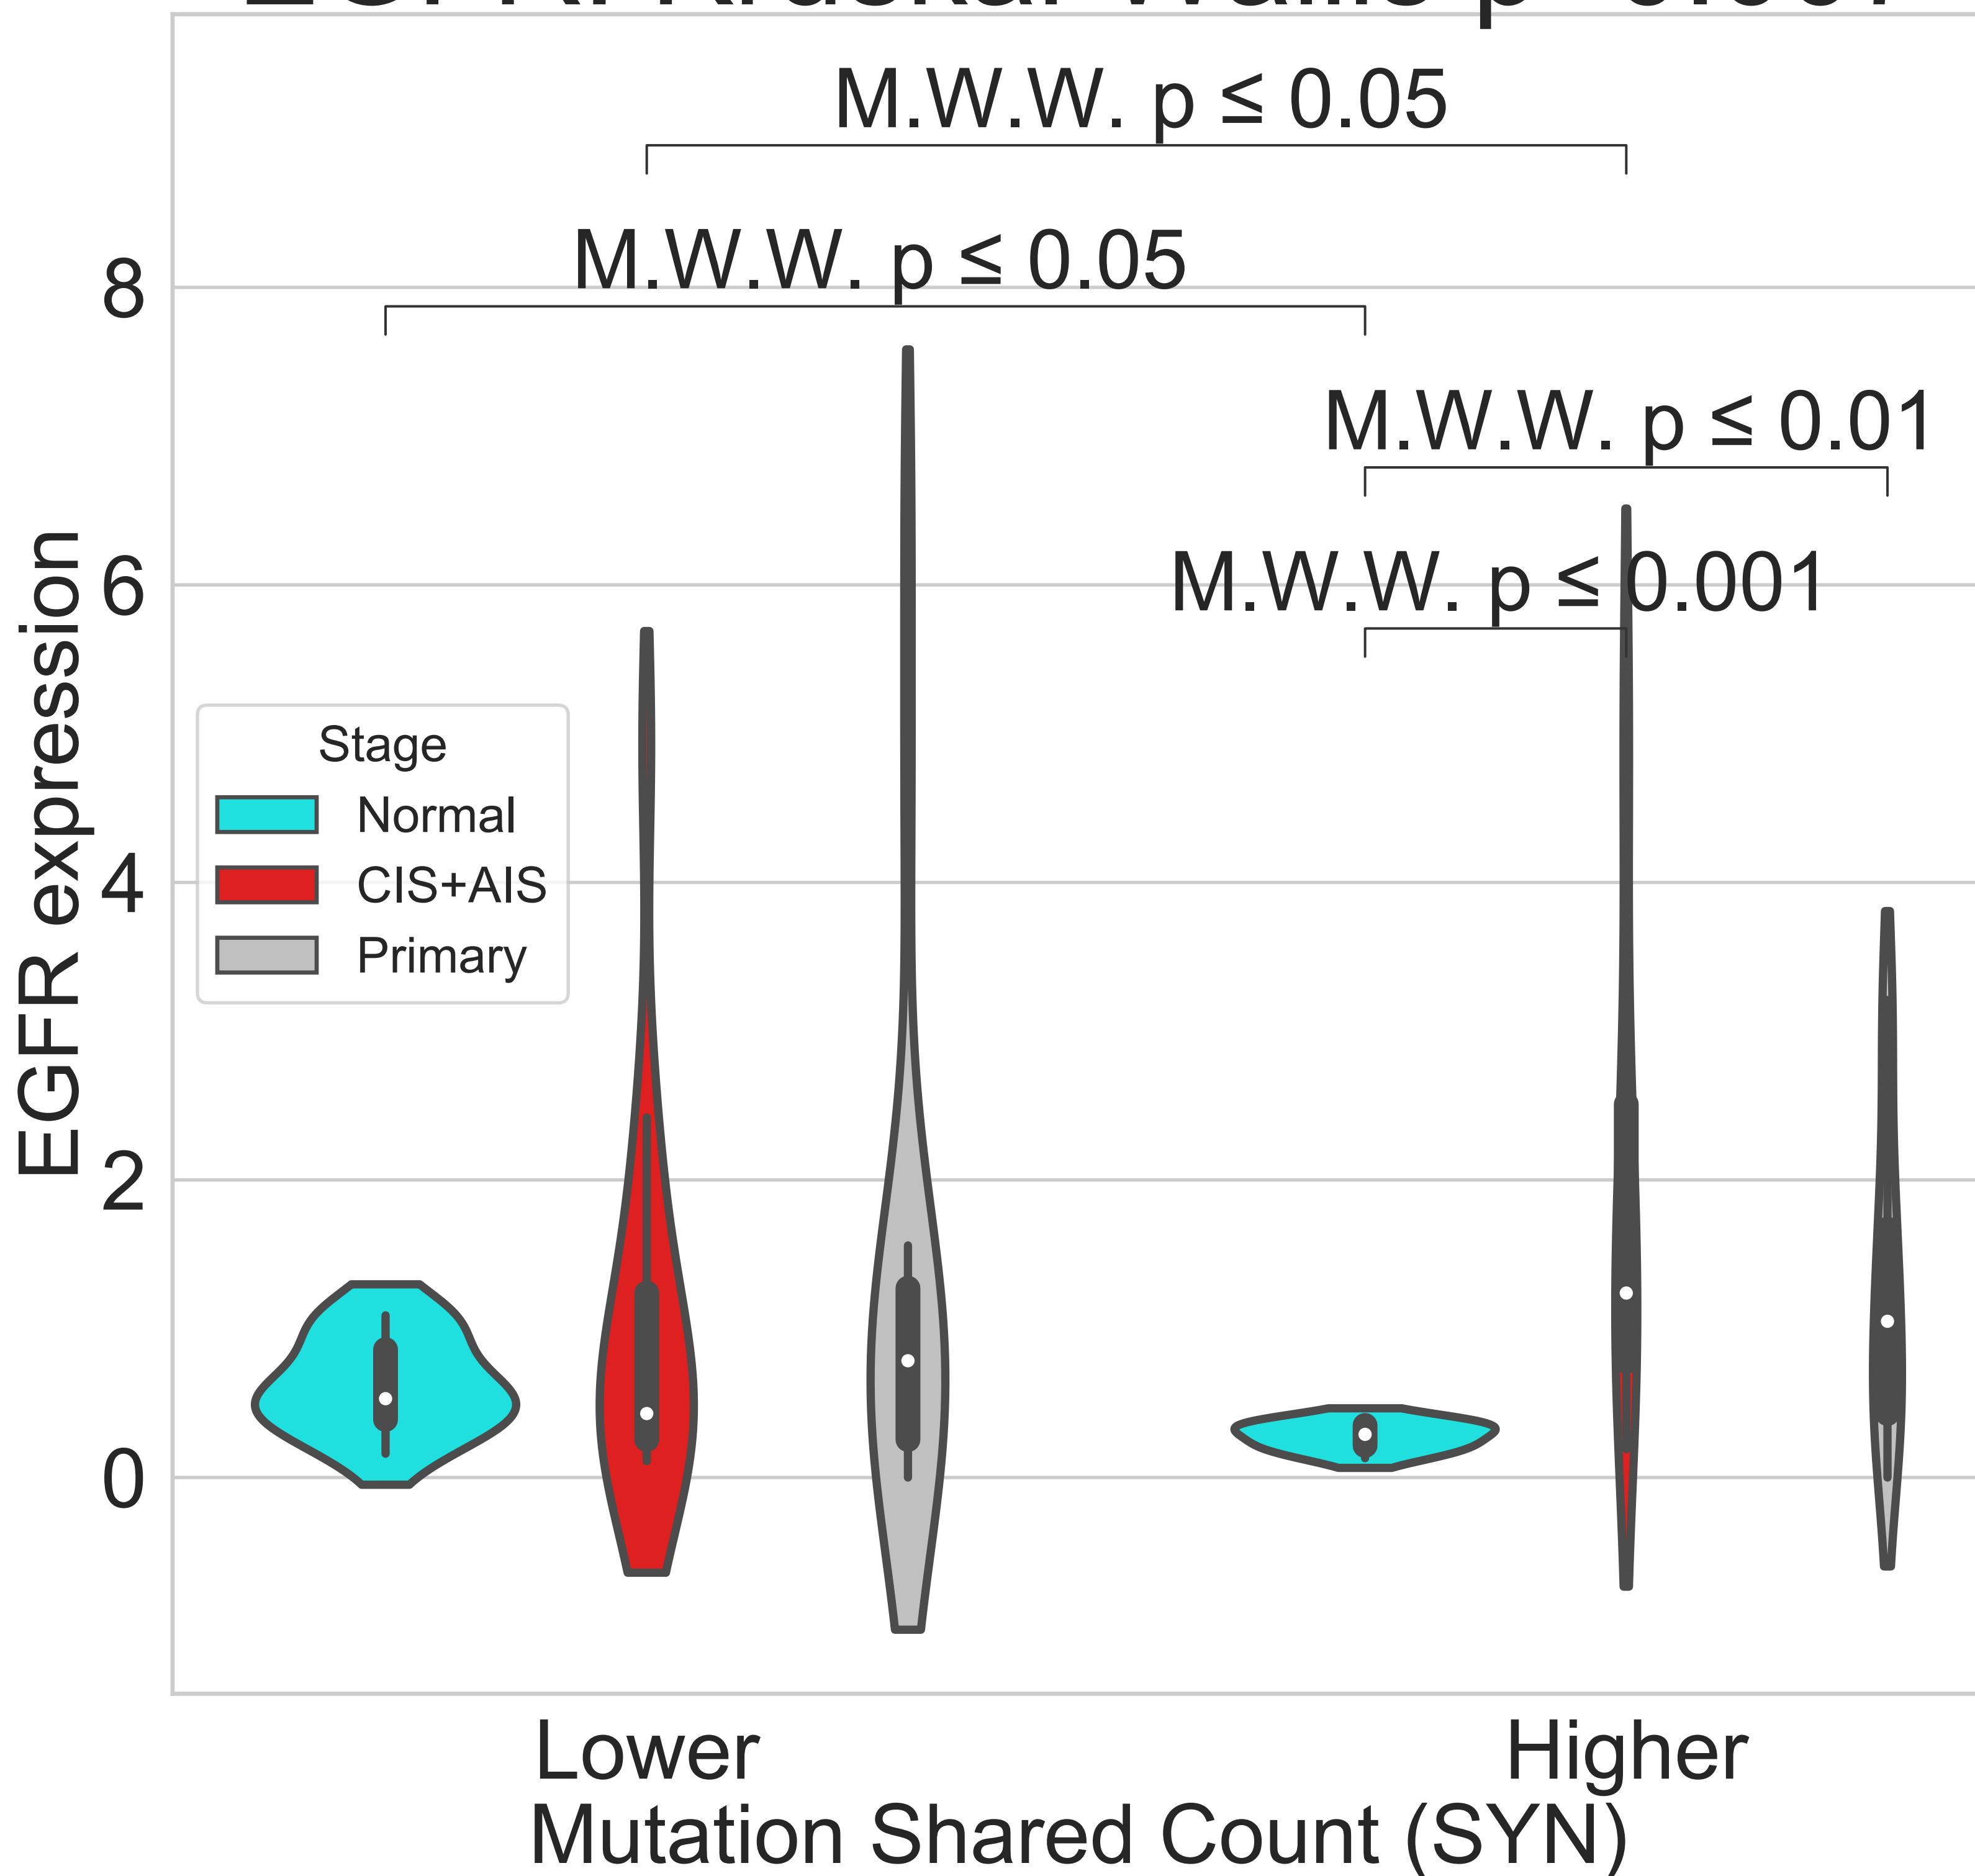 M.W.W. p ≤ 0.05
M.W.W. p ≤ 0.05
M.W.W. p ≤ 0.01
M.W.W. p ≤ 0.001
8
6
4
2
0
EGFR expression
Stage
Normal
CIS+AIS
Primary
Lower
Higher
Mutation Shared Count (SYN)